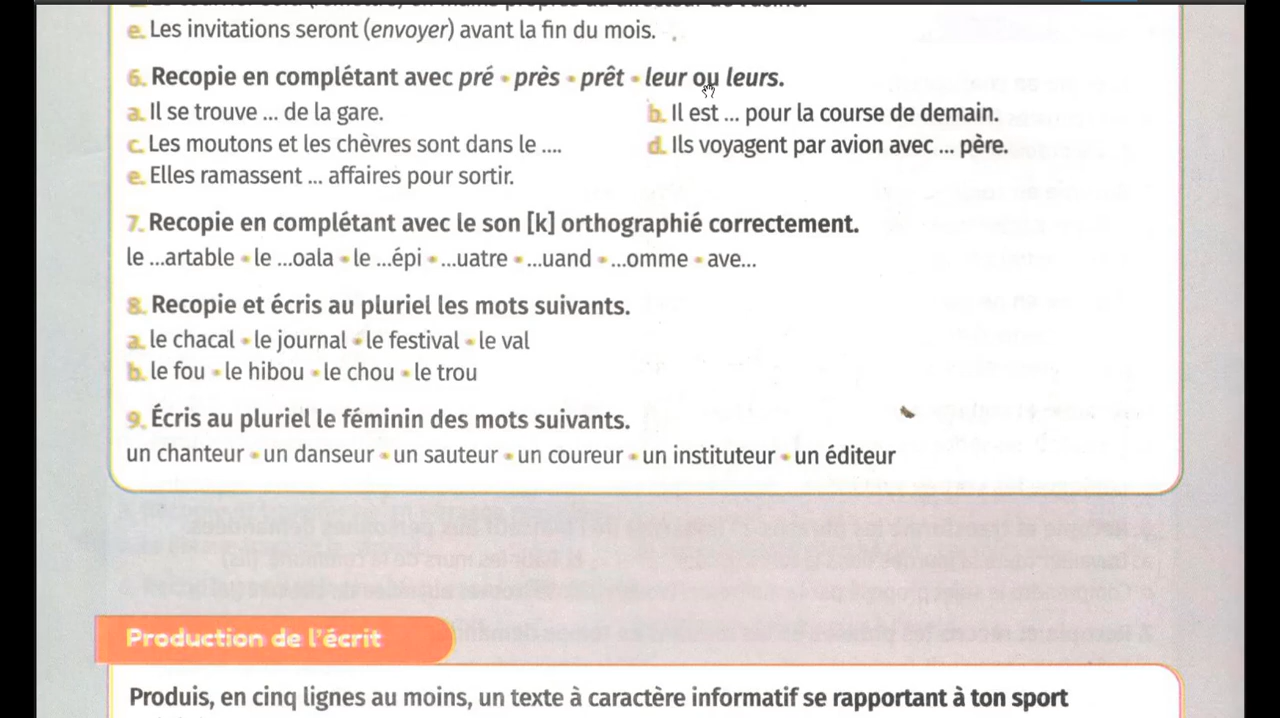 e. Les invitations seront (envoyer) avant la fin du mois.
6. Recopie en complétant avec pré • près • prêt • leur ou leurs.
a. Il se trouve ... de la gare. b. Il est ... pour la course de demain.
c. Les moutons et les chèvres sont dans le .... d. Ils voyagent par avion avec ... père.
e. Elles ramassent ... affaires pour sortir.
7. Recopie en complétant avec le son [k] orthographié correctement.
le ...artable • le ...oala • le ...épi • ...uatre • ...uand • ...omme • ave...
8. Recopie et écris au pluriel les mots suivants.
a. le chacal • le journal • le festival • le val
b. le fou • le hibou • le chou • le trou
9. Écris au pluriel le féminin des mots suivants.
un chanteur • un danseur • un sauteur • un coureur • un instituteur • un éditeur
Production de l'écrit
Produis, en cinq lignes au moins, un texte à caractère informatif se rapportant à ton sport